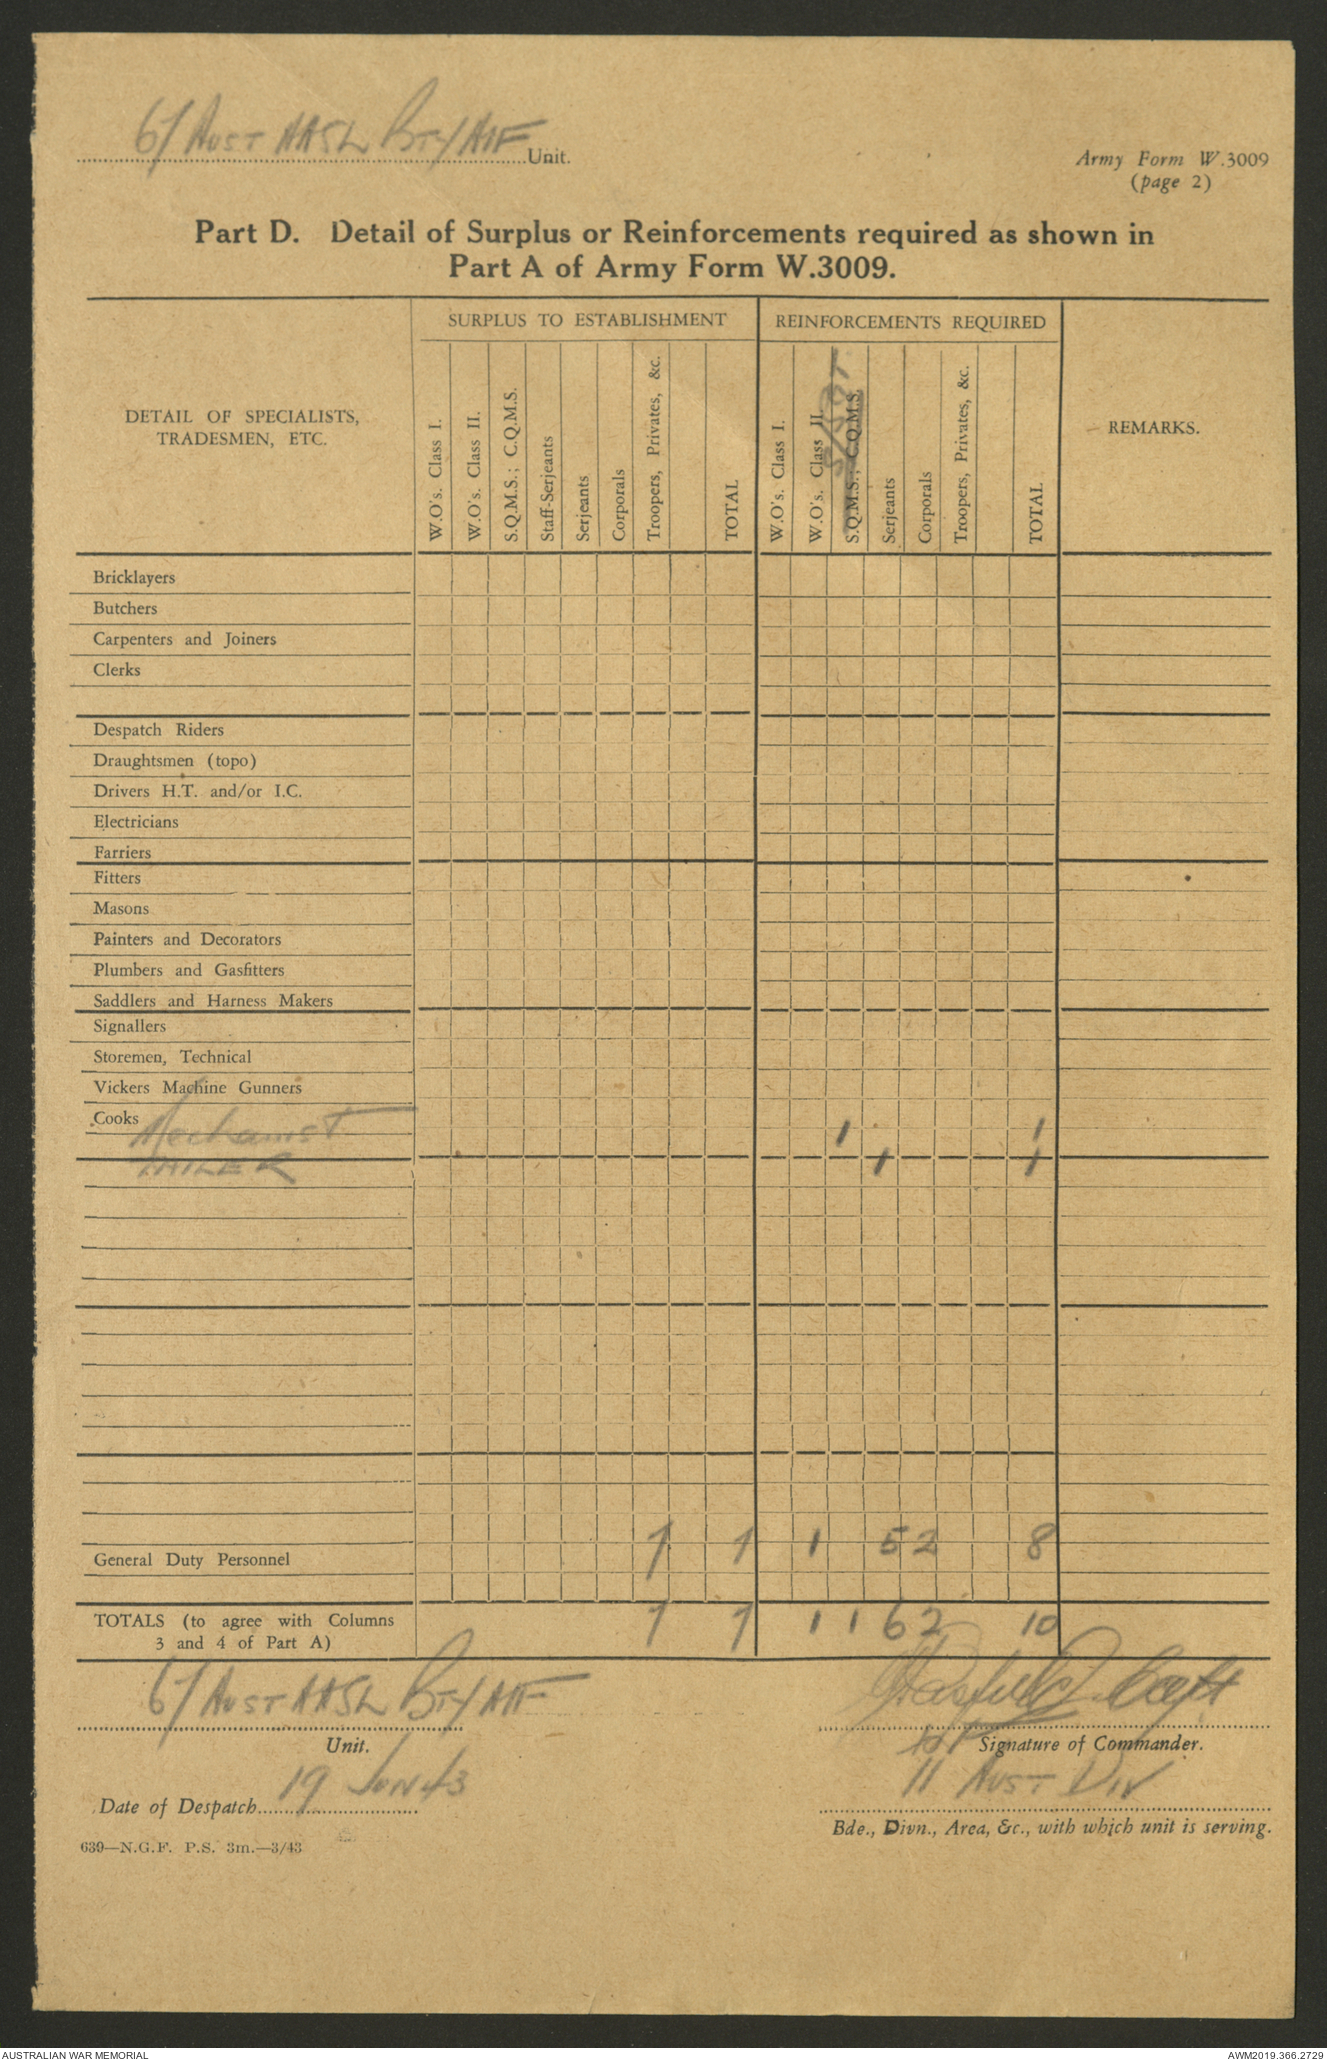 67 AUST AASL BTY AIF Unit.
Army Form W.3009
(page 2)
Part D. Detail of Surplus or Reinforcements required as shown in
Part A of Army Form W.3009.
DETAIL OF SPECIALISTS,
TRADESMEN, ETC.
SURPLUS TO ESTABLISHMENT
REINFORCEMENTS REQUIRED
REMARKS.
W.O's. Class I.
W.O's. Class II.
S.Q.M.S.; C.Q.M.S.
Staff-Serjeants
Serjeants
Corporals
Troopers, Privates, &c.
TOTAL
W.O's. Class I.
W.O's. Class II.
S/SGT.
S.Q.M.S.; C.Q.M.S.
Serjeants
Corporals
Troopers, Privates, &c.
TOTAL
Bricklayers
Butchers
Carpenters and Joiners
Clerks
Despatch Riders
Draughtsmen (topo)
Drivers H.T. and/or I.C.
Electricians
Farriers
Fitters
Masons
Painters and Decorators
Plumbers and Gasfitters
Saddlers and Harness Makers
Signallers
Storemen, Technical
Vickers Machine Gunners
Cooks
Mechanist 1 1
1 1
General Duty Personnel 1 1 1 5 2 8
TOTALS (to agree with Columns
3 and 4 of Part A) 1 1 1 1 6 2 10
67 AUST AASL BTY AIF
Unit.
Capt
Signature of Commander.
Date of Despatch 19 JUN 43
11 AUST DIV
Bde., Divn., Area, &c., with which unit is serving.
639—N.G.F. P.S. 3m.—3/43
AUSTRALIAN WAR MEMORIAL
AWM2019.366.2729